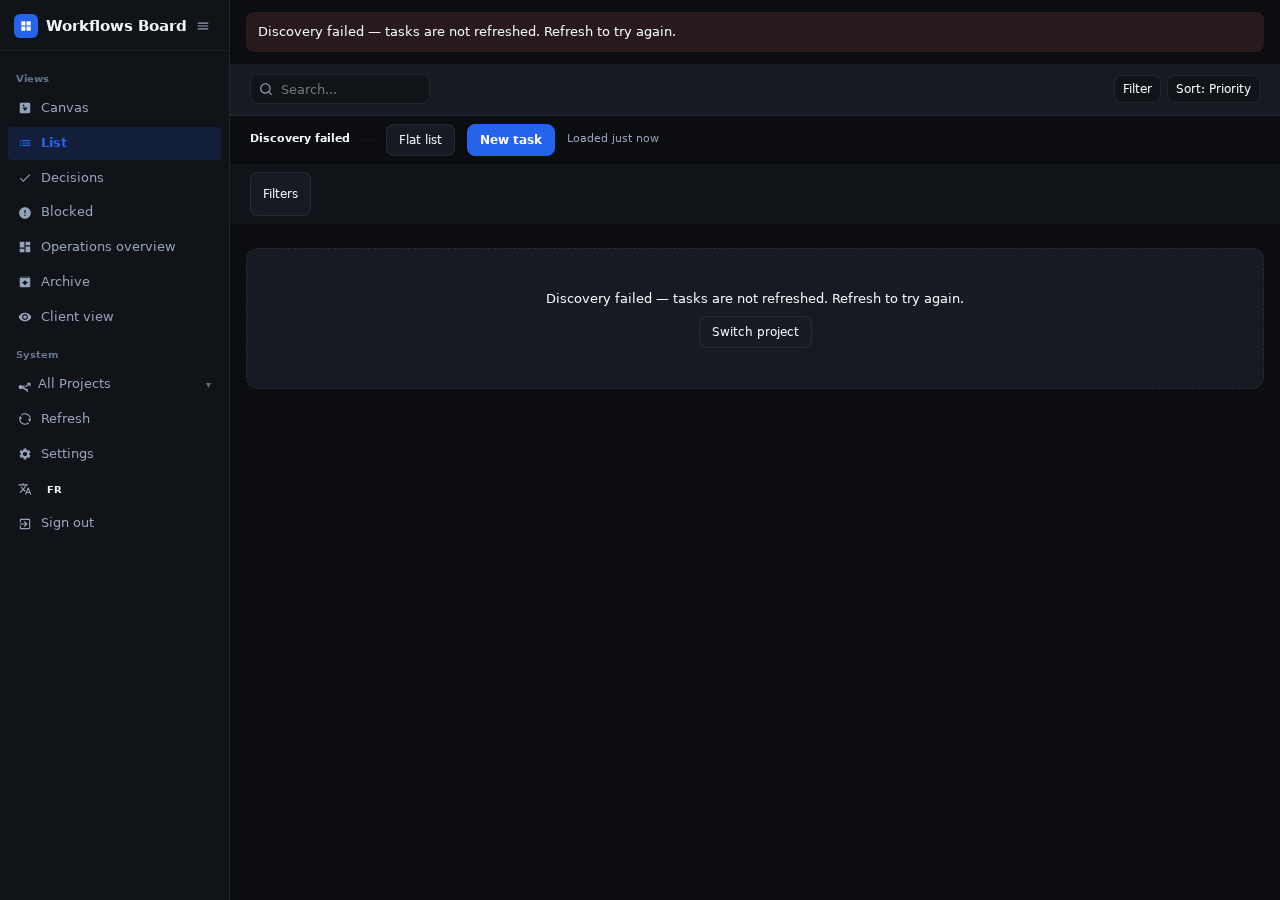 Workflows Board
Views
Canvas
List
Decisions
Blocked
Operations overview
Archive
Client view
System
All Projects
Refresh
Settings
FR
Sign out
Discovery failed — tasks are not refreshed. Refresh to try again.
Search...
Filter
Sort: Priority
Discovery failed
Flat list
New task
Loaded just now
Filters
Discovery failed — tasks are not refreshed. Refresh to try again.
Switch project